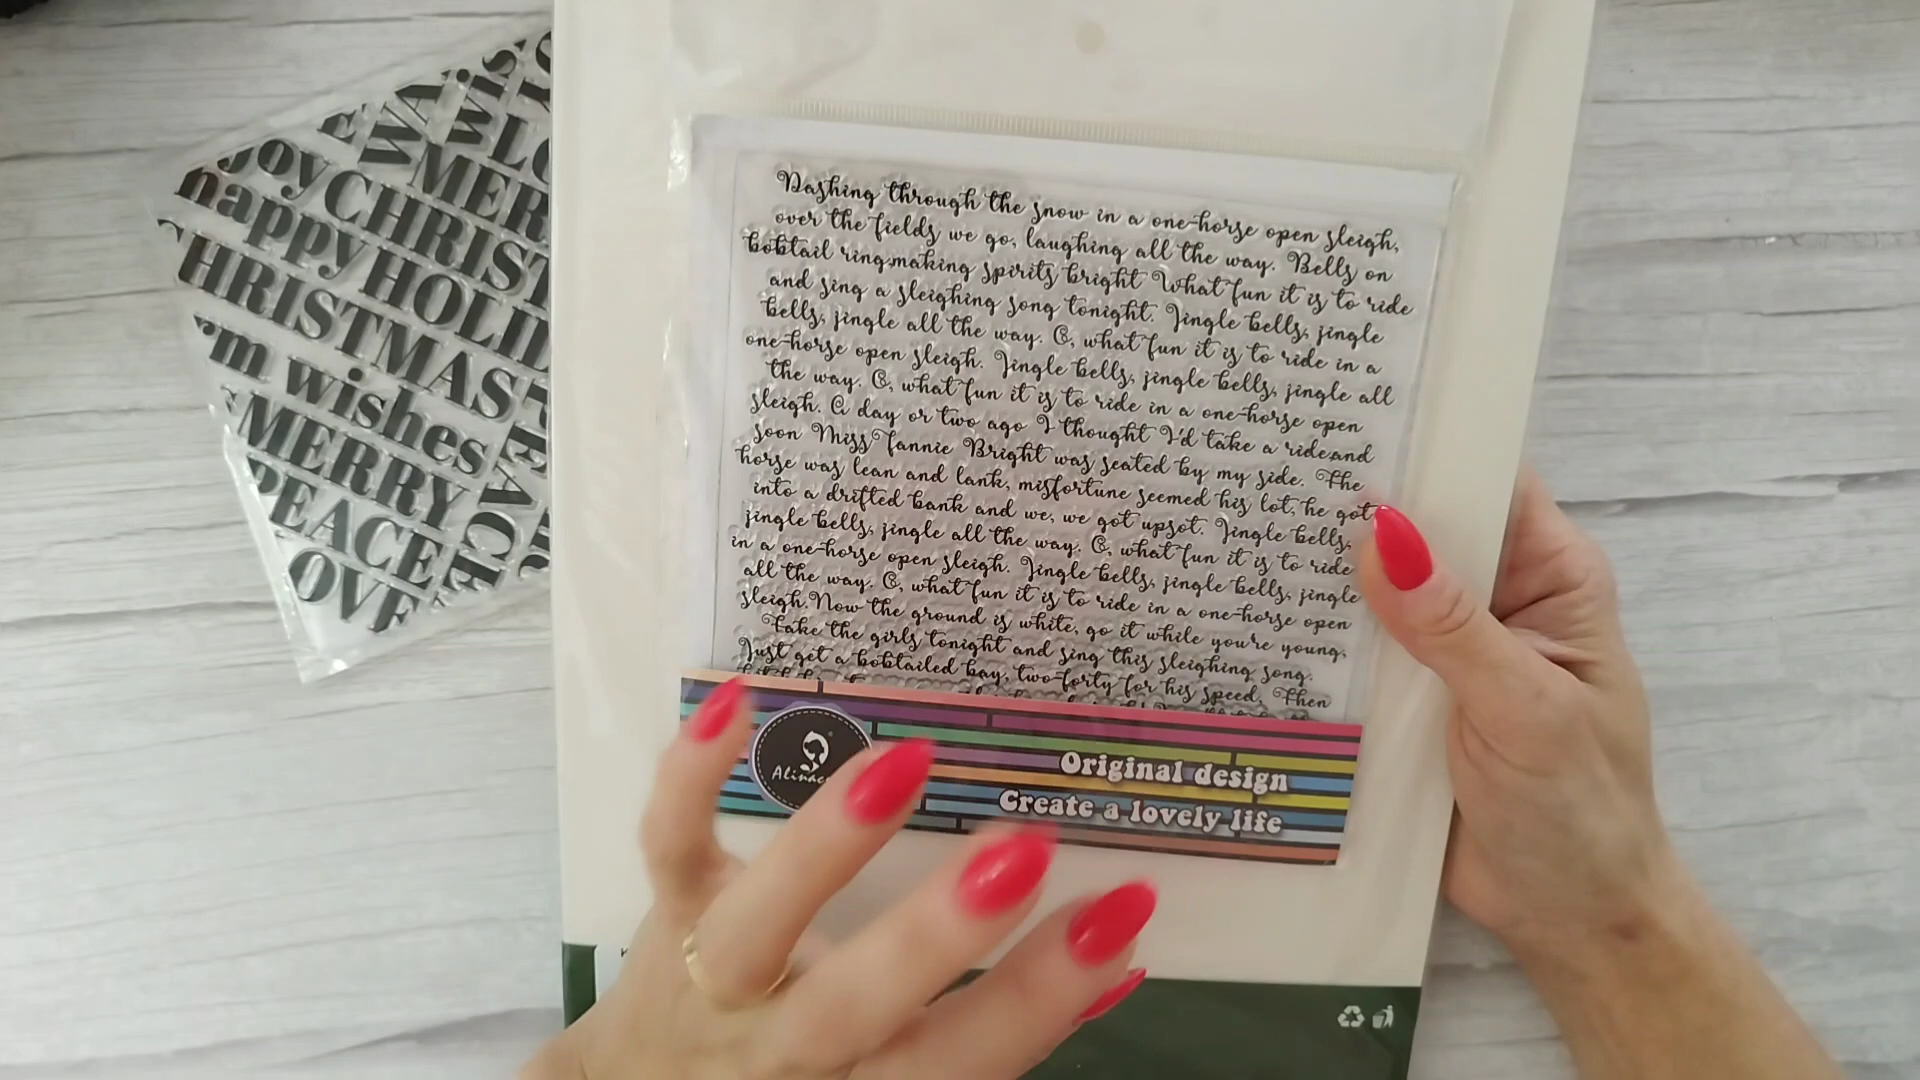 WA
wis
LO
MER
Joy CHRIST
happy HOLID
CHRISTMAS
m wishes
MERRY
PEACE
PEACE
LOVE
Dashing through the snow in a one-horse open sleigh,
over the fields we go, laughing all the way. Bells on
bobtail ring,making spirits bright What fun it is to ride
and sing a sleighing song tonight. Jingle bells, jingle
bells, jingle all the way. O, what fun it is to ride in a
one-horse open sleigh. Jingle bells, jingle bells, jingle all
the way. O, what fun it is to ride in a one-horse open
sleigh. A day or two ago I thought I'd take a ride,and
soon Miss Fannie Bright was seated by my side. The
horse was lean and lank, misfortune seemed his lot, he got
into a drifted bank and we, we got upsot. Jingle bells,
jingle bells, jingle all the way. O, what fun it is to ride
in a one-horse open sleigh. Jingle bells, jingle bells, jingle
all the way. O, what fun it is to ride in a one-horse open
sleigh.Now the ground is white, go it while you're young,
Take the girls tonight and sing this sleighing song.
Just get a bobtailed bay, two-forty for his speed, Then
Original design
Create a lovely life